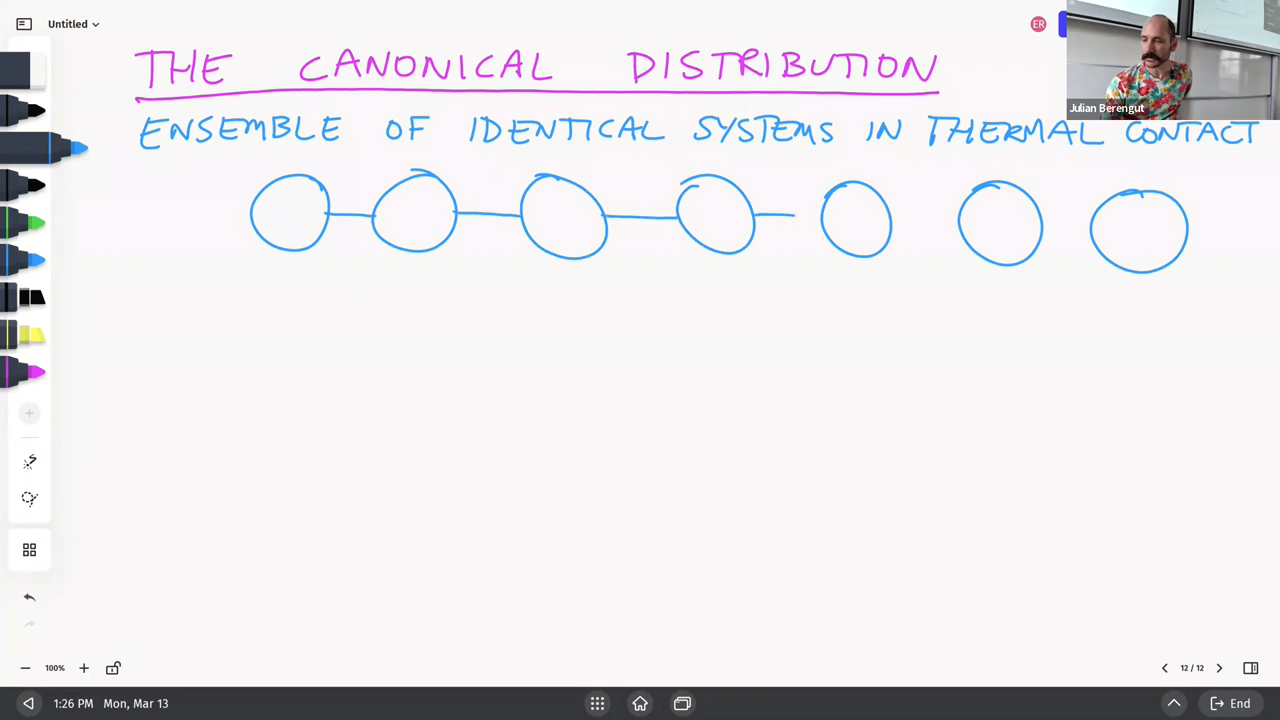 Untitled
ER
THE CANONICAL DISTRIBUTION
Julian Berengut
ENSEMBLE OF IDENTICAL SYSTEMS IN THERMAL CONTACT
100%
12 / 12
1:26 PM Mon, Mar 13
End